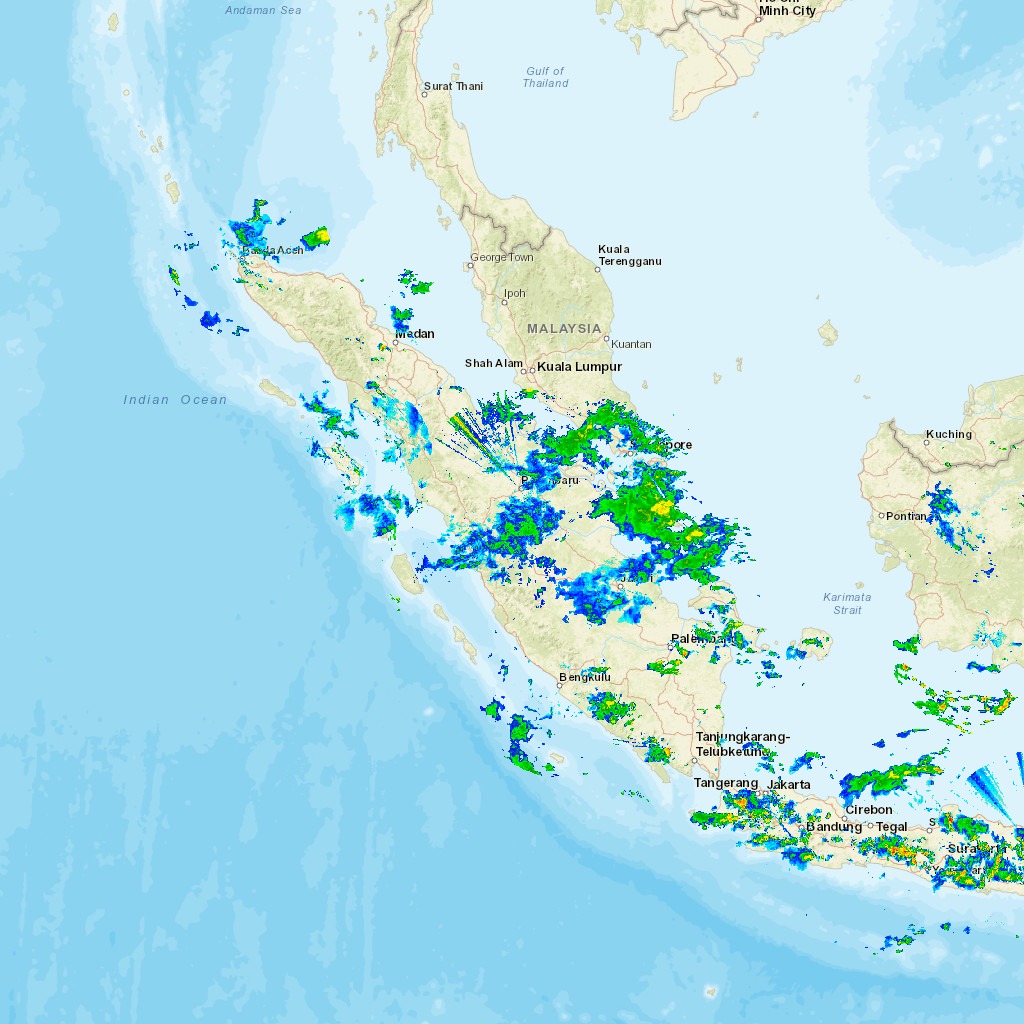 Andaman Sea
Minh City
Gulf of
Thailand
Surat Thani
Kuala
Terengganu
George Town
Ipoh
MALAYSIA
Medan
Kuantan
Shah Alam
Kuala Lumpur
Indian Ocean
Kuching
Karimata
Strait
Bengkulu
Tanjungkarang-
Tangerang
Jakarta
Cirebon
Bandung
Tegal